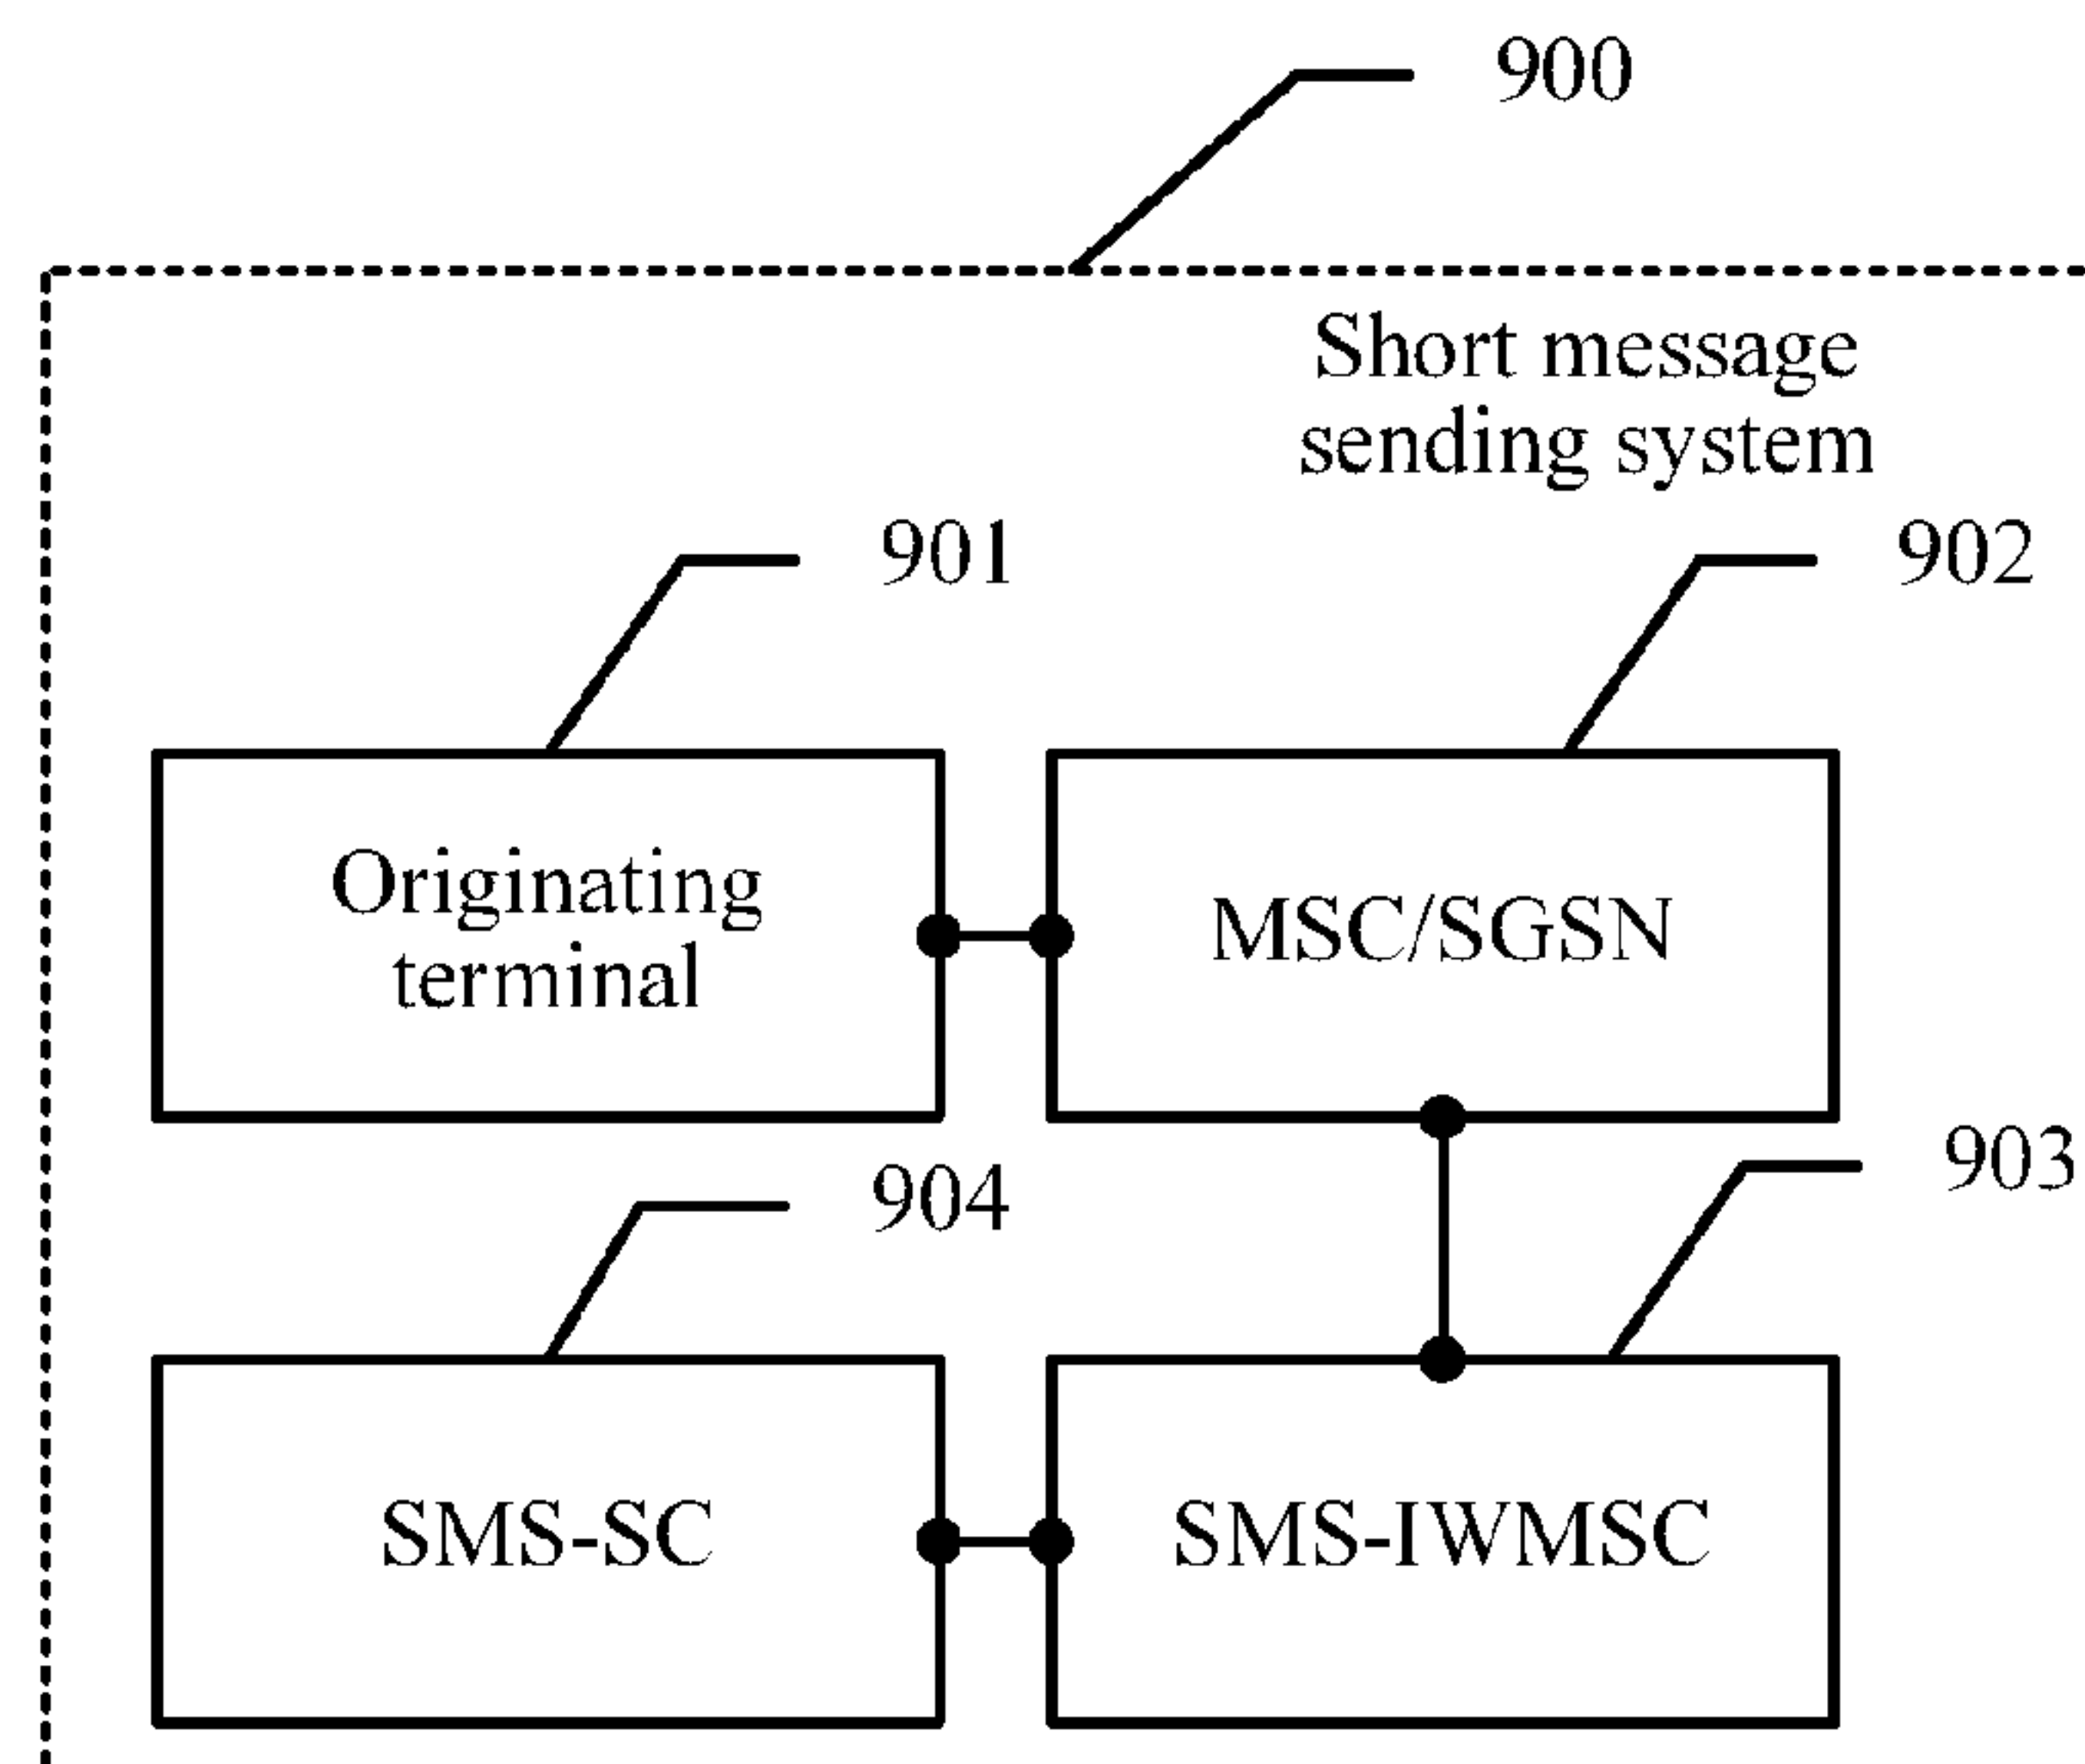 900
Short message
sending system
901
902
Originating
terminal
MSC/SGSN
904
903
SMS-SC
SMS-IWMSC